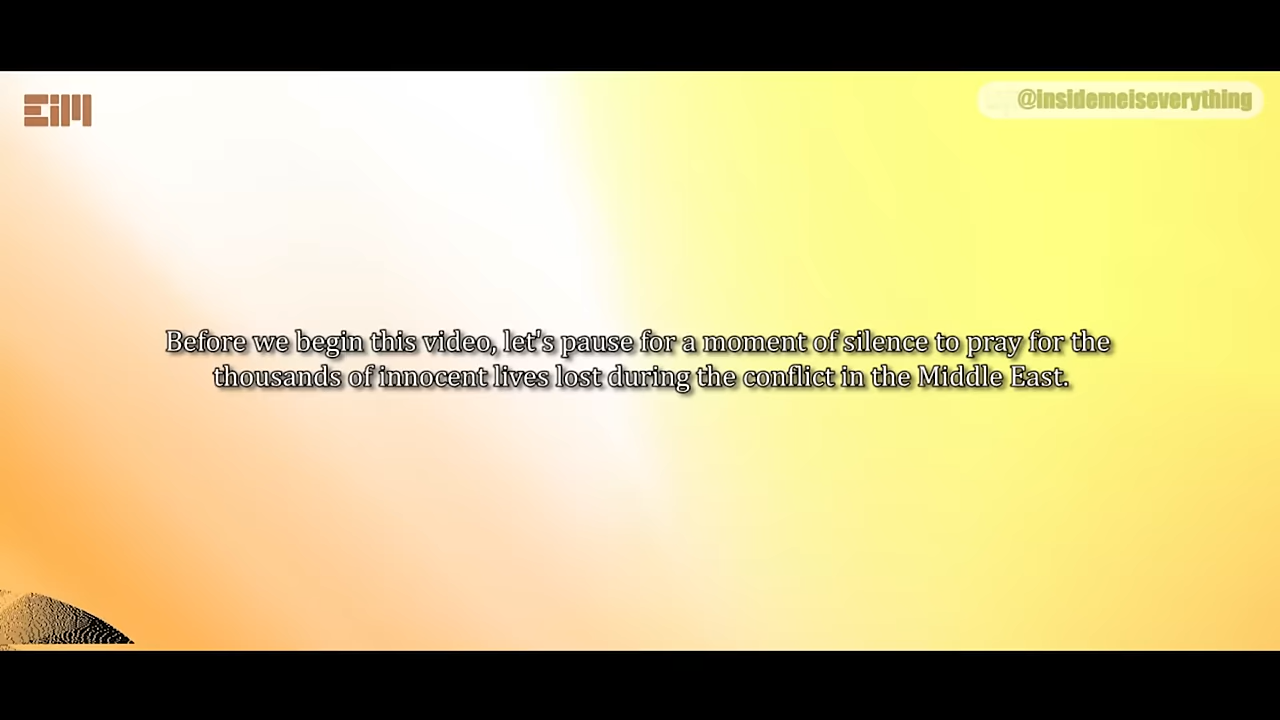 EiM
@insidemeiseverything
Before we begin this video, let's pause for a moment of silence to pray for the
thousands of innocent lives lost during the conflict in the Middle East.